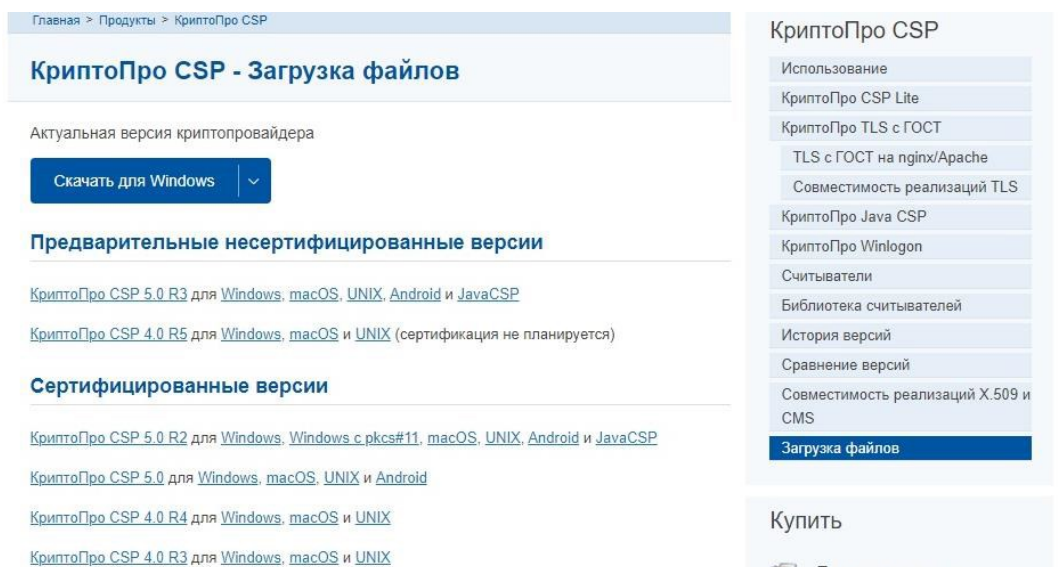 Главная > Продукты > КриптоПро CSP
КриптоПро CSP - Загрузка файлов
Актуальная версия криптопровайдера
Скачать для Windows
Предварительные несертифицированные версии
КриптоПро CSP 5.0 R3 для Windows, macOS, UNIX, Android и JavaCSP
КриптоПро CSP 4.0 R5 для Windows, macOS и UNIX (сертификация не планируется)
Сертифицированные версии
КриптоПро CSP 5.0 R2 для Windows, Windows с pkcs#11, macOS, UNIX, Android и JavaCSP
КриптоПро CSP 5.0 для Windows, macOS, UNIX и Android
КриптоПро CSP 4.0 R4 для Windows, macOS и UNIX
КриптоПро CSP 4.0 R3 для Windows, macOS и UNIX
КриптоПро CSP
Использование
КриптоПро CSP Lite
КриптоПро TLS c ГОСТ
TLS с ГОСТ на nginx/Apache
Совместимость реализаций TLS
КриптоПро Java CSP
КриптоПро Winlogon
Считыватели
Библиотека считывателей
История версий
Сравнение версий
Совместимость реализаций X.509 и
CMS
Загрузка файлов
Купить